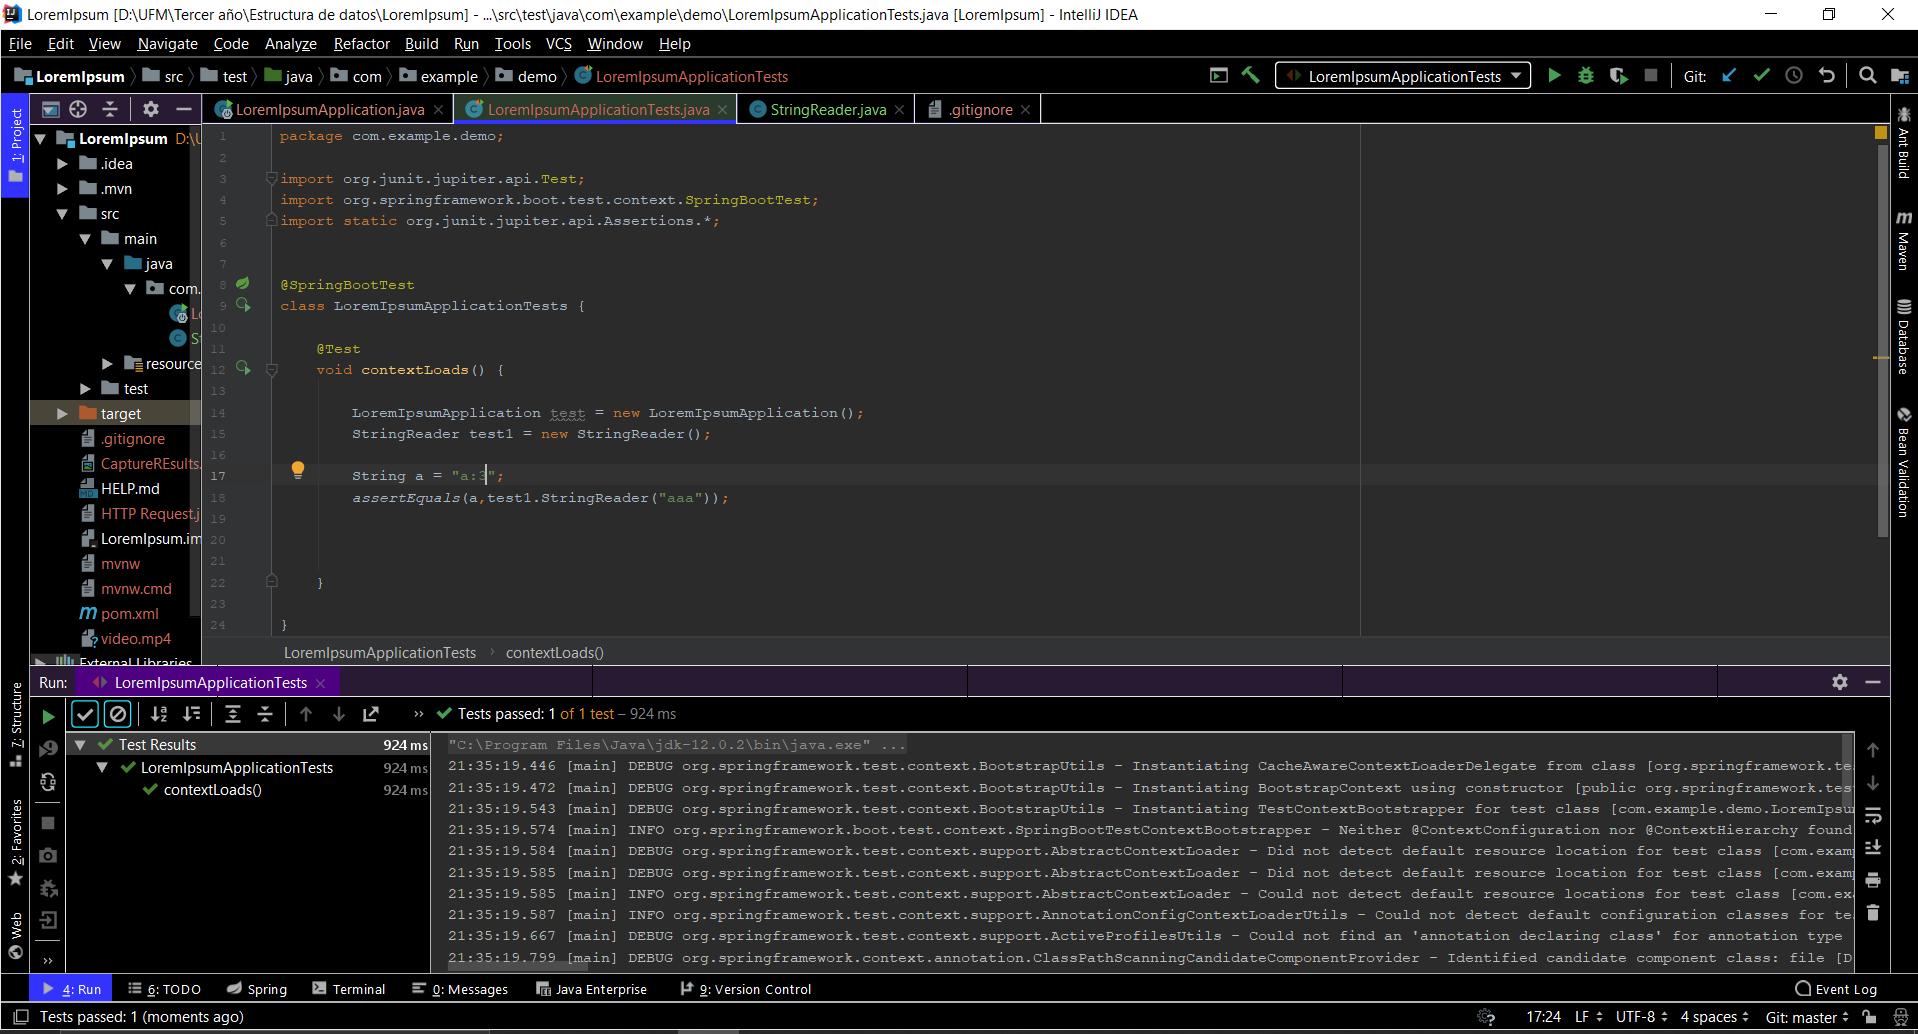 LoremIpsum [D:\UFM\Tercer año\Estructura de datos\LoremIpsum] - ...\src\test\java\com\example\demo\LoremIpsumApplicationTests.java [LoremIpsum] - IntelliJ IDEA
File Edit View Navigate Code Analyze Refactor Build Run Tools VCS Window Help
LoremIpsum src test java com example demo LoremIpsumApplicationTests LoremIpsumApplicationTests Git:
1: Project
LoremIpsumApplication.java LoremIpsumApplicationTests.java StringReader.java .gitignore
LoremIpsum D:\U
.idea
.mvn
src
main
java
com.
Lo
S
resource
test
target
.gitignore
CaptureREsults.
HELP.md
HTTP Request.j
LoremIpsum.im
mvnw
mvnw.cmd
pom.xml
video.mp4
External Libraries
1 package com.example.demo;
2
3 import org.junit.jupiter.api.Test;
4 import org.springframework.boot.test.context.SpringBootTest;
5 import static org.junit.jupiter.api.Assertions.*;
6
7
8 @SpringBootTest
9 class LoremIpsumApplicationTests {
10
11 @Test
12 void contextLoads() {
13
14 LoremIpsumApplication test = new LoremIpsumApplication();
15 StringReader test1 = new StringReader();
16
17 String a = "a:3";
18 assertEquals(a,test1.StringReader("aaa"));
19
20
21
22 }
23
24 }
LoremIpsumApplicationTests contextLoads()
Ant Build
Maven
Database
Bean Validation
Run: LoremIpsumApplicationTests
7: Structure
2: Favorites
Web
Tests passed: 1 of 1 test – 924 ms
Test Results 924 ms
LoremIpsumApplicationTests 924 ms
contextLoads() 924 ms
"C:\Program Files\Java\jdk-12.0.2\bin\java.exe" ...
21:35:19.446 [main] DEBUG org.springframework.test.context.BootstrapUtils - Instantiating CacheAwareContextLoaderDelegate from class [org.springframework.te
21:35:19.472 [main] DEBUG org.springframework.test.context.BootstrapUtils - Instantiating BootstrapContext using constructor [public org.springframework.tes
21:35:19.543 [main] DEBUG org.springframework.test.context.BootstrapUtils - Instantiating TestContextBootstrapper for test class [com.example.demo.LoremIpsu
21:35:19.574 [main] INFO org.springframework.boot.test.context.SpringBootTestContextBootstrapper - Neither @ContextConfiguration nor @ContextHierarchy found
21:35:19.584 [main] DEBUG org.springframework.test.context.support.AbstractContextLoader - Did not detect default resource location for test class [com.exam
21:35:19.585 [main] DEBUG org.springframework.test.context.support.AbstractContextLoader - Did not detect default resource location for test class [com.exam
21:35:19.585 [main] INFO org.springframework.test.context.support.AbstractContextLoader - Could not detect default resource locations for test class [com.ex
21:35:19.587 [main] INFO org.springframework.test.context.support.AnnotationConfigContextLoaderUtils - Could not detect default configuration classes for te
21:35:19.667 [main] DEBUG org.springframework.test.context.support.ActiveProfilesUtils - Could not find an 'annotation declaring class' for annotation type
21:35:19.799 [main] DEBUG org.springframework.context.annotation.ClassPathScanningCandidateComponentProvider - Identified candidate component class: file [D
4: Run 6: TODO Spring Terminal 0: Messages Java Enterprise 9: Version Control Event Log
Tests passed: 1 (moments ago) 17:24 LF UTF-8 4 spaces Git: master